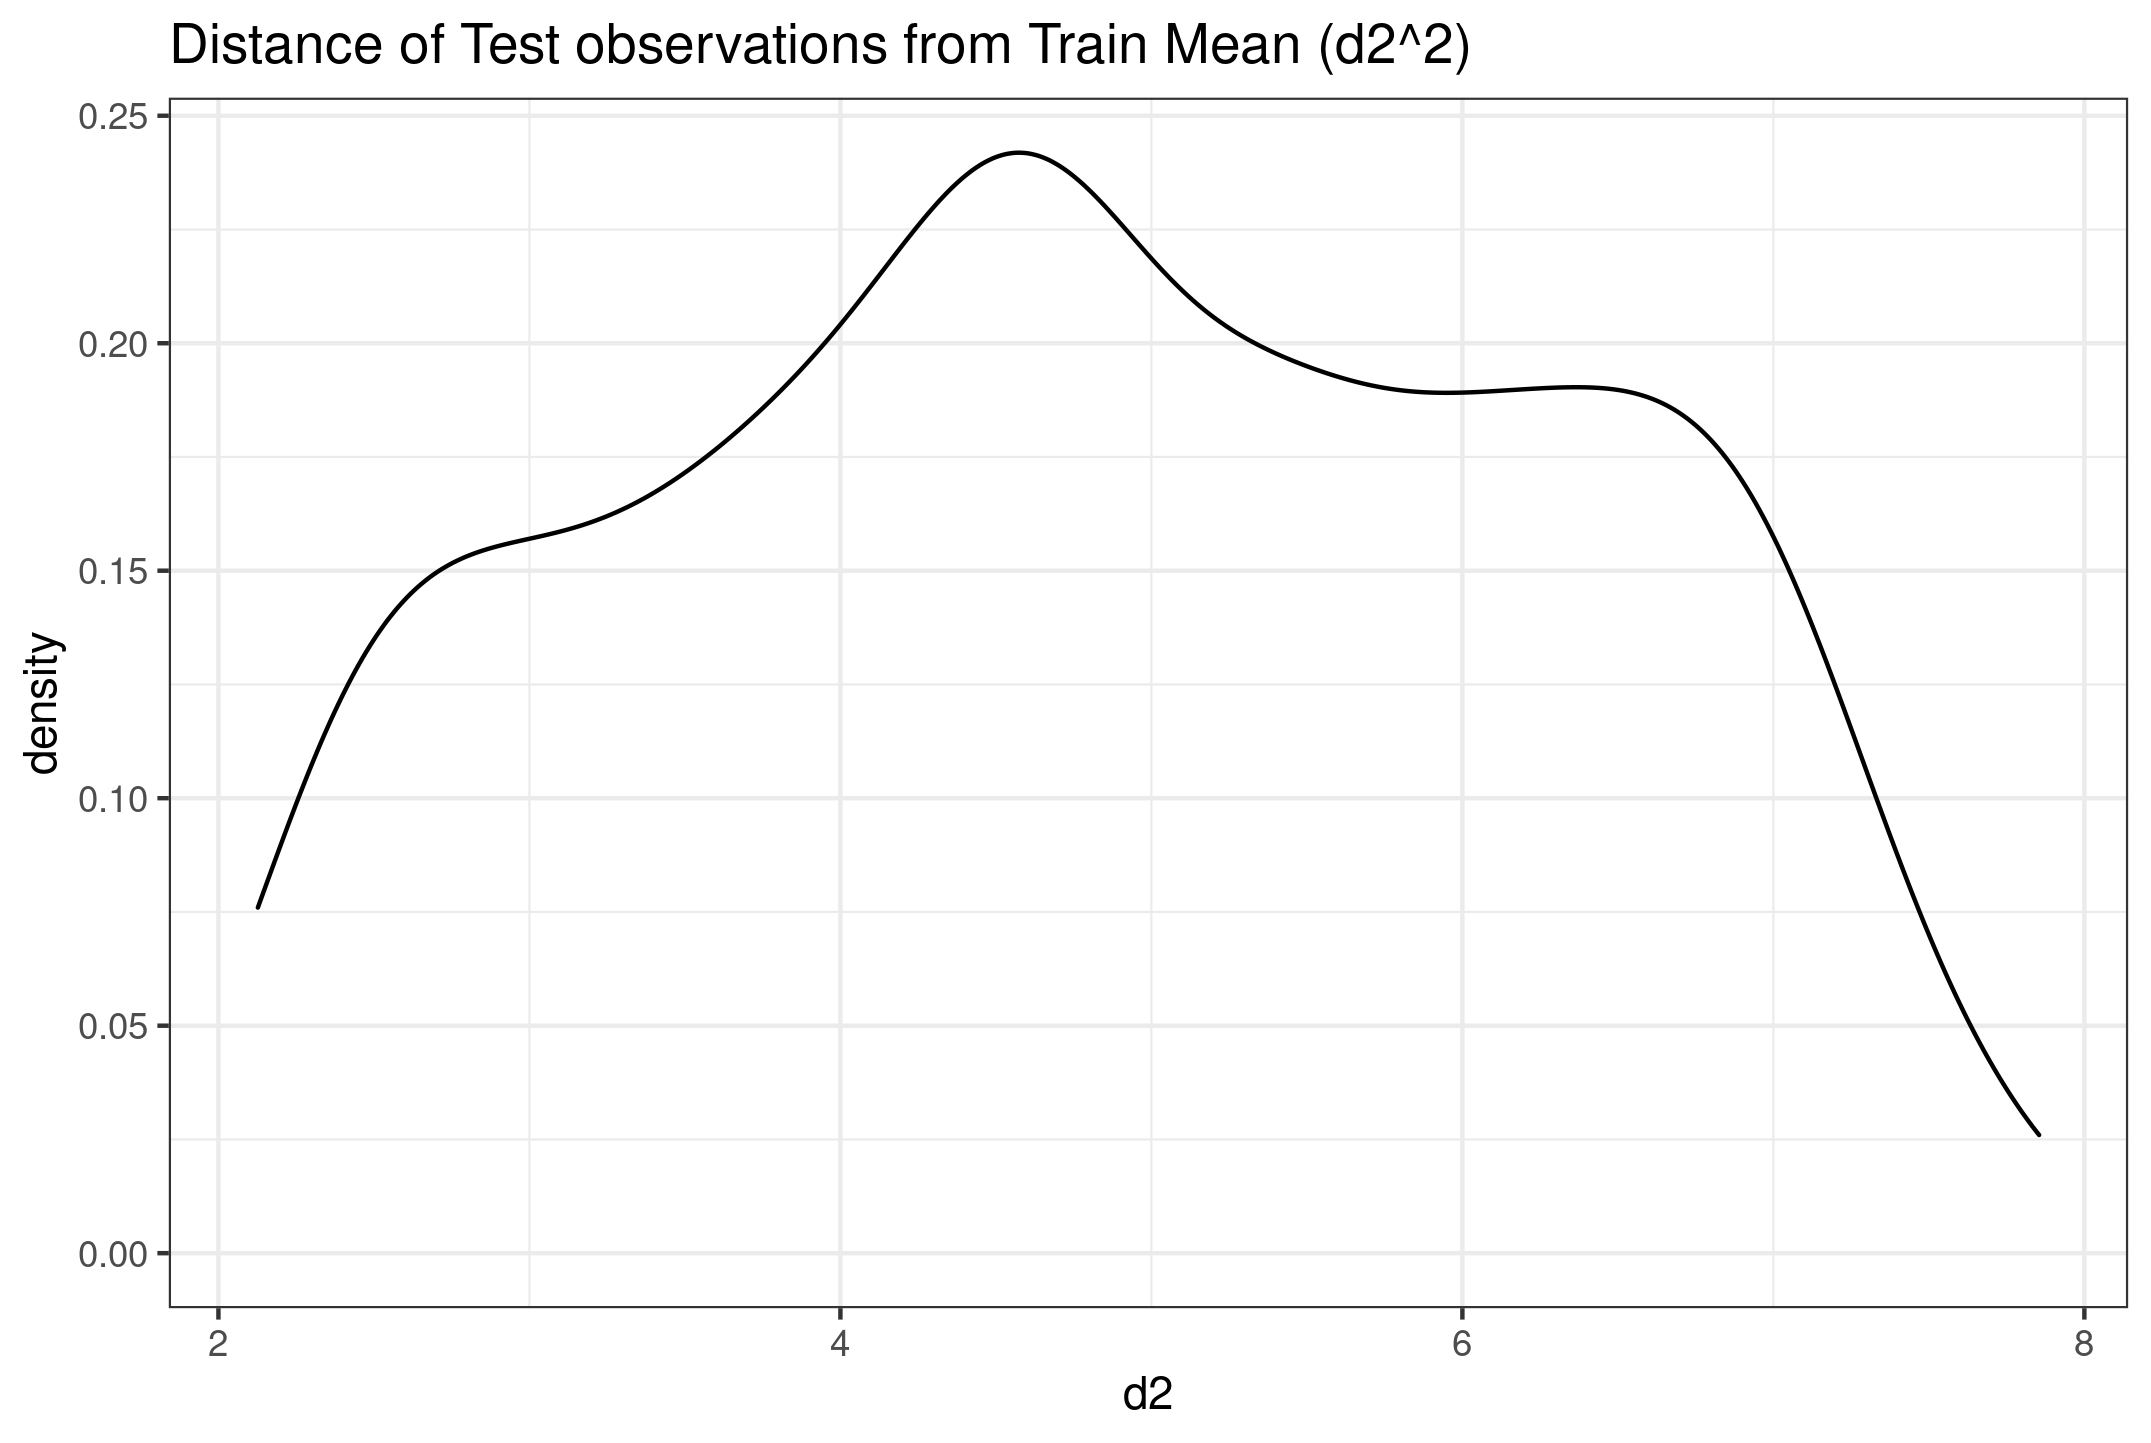 Distance of Test observations from Train Mean (d2^2)
0.25
0.20
0.15
0.10
0.05
0.00
density
2 4 6 8
d2